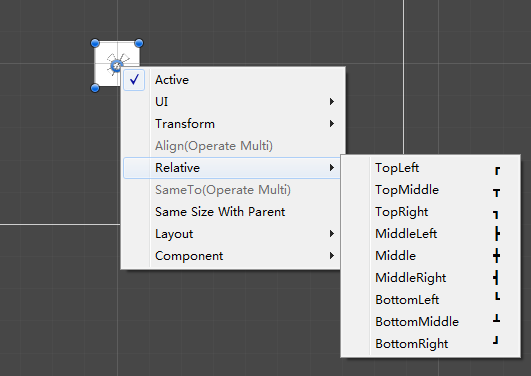 Active
UI
Transform
Align(Operate Multi)
Relative
SameTo(Operate Multi)
Same Size With Parent
Layout
Component
TopLeft ┏
TopMiddle ┳
TopRight ┓
MiddleLeft ┣
Middle ╋
MiddleRight ┫
BottomLeft ┗
BottomMiddle ┻
BottomRight ┛